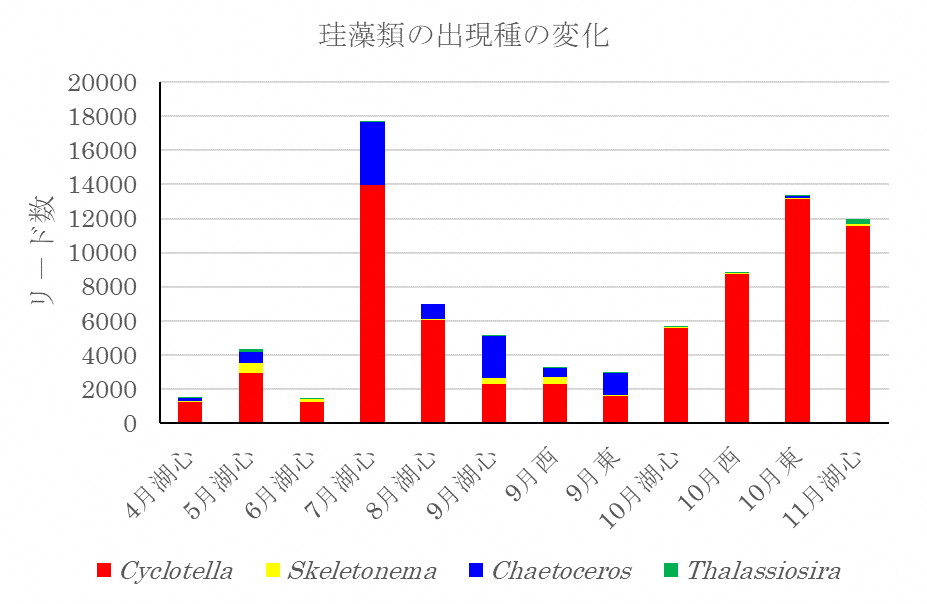 珪藻類の出現種の変化
リード数
20000
18000
16000
14000
12000
10000
8000
6000
4000
2000
0
4月湖心
5月湖心
6月湖心
7月湖心
8月湖心
9月湖心
9月西
9月東
10月湖心
10月西
10月東
11月湖心
Cyclotella
Skeletonema
Chaetoceros
Thalassiosira